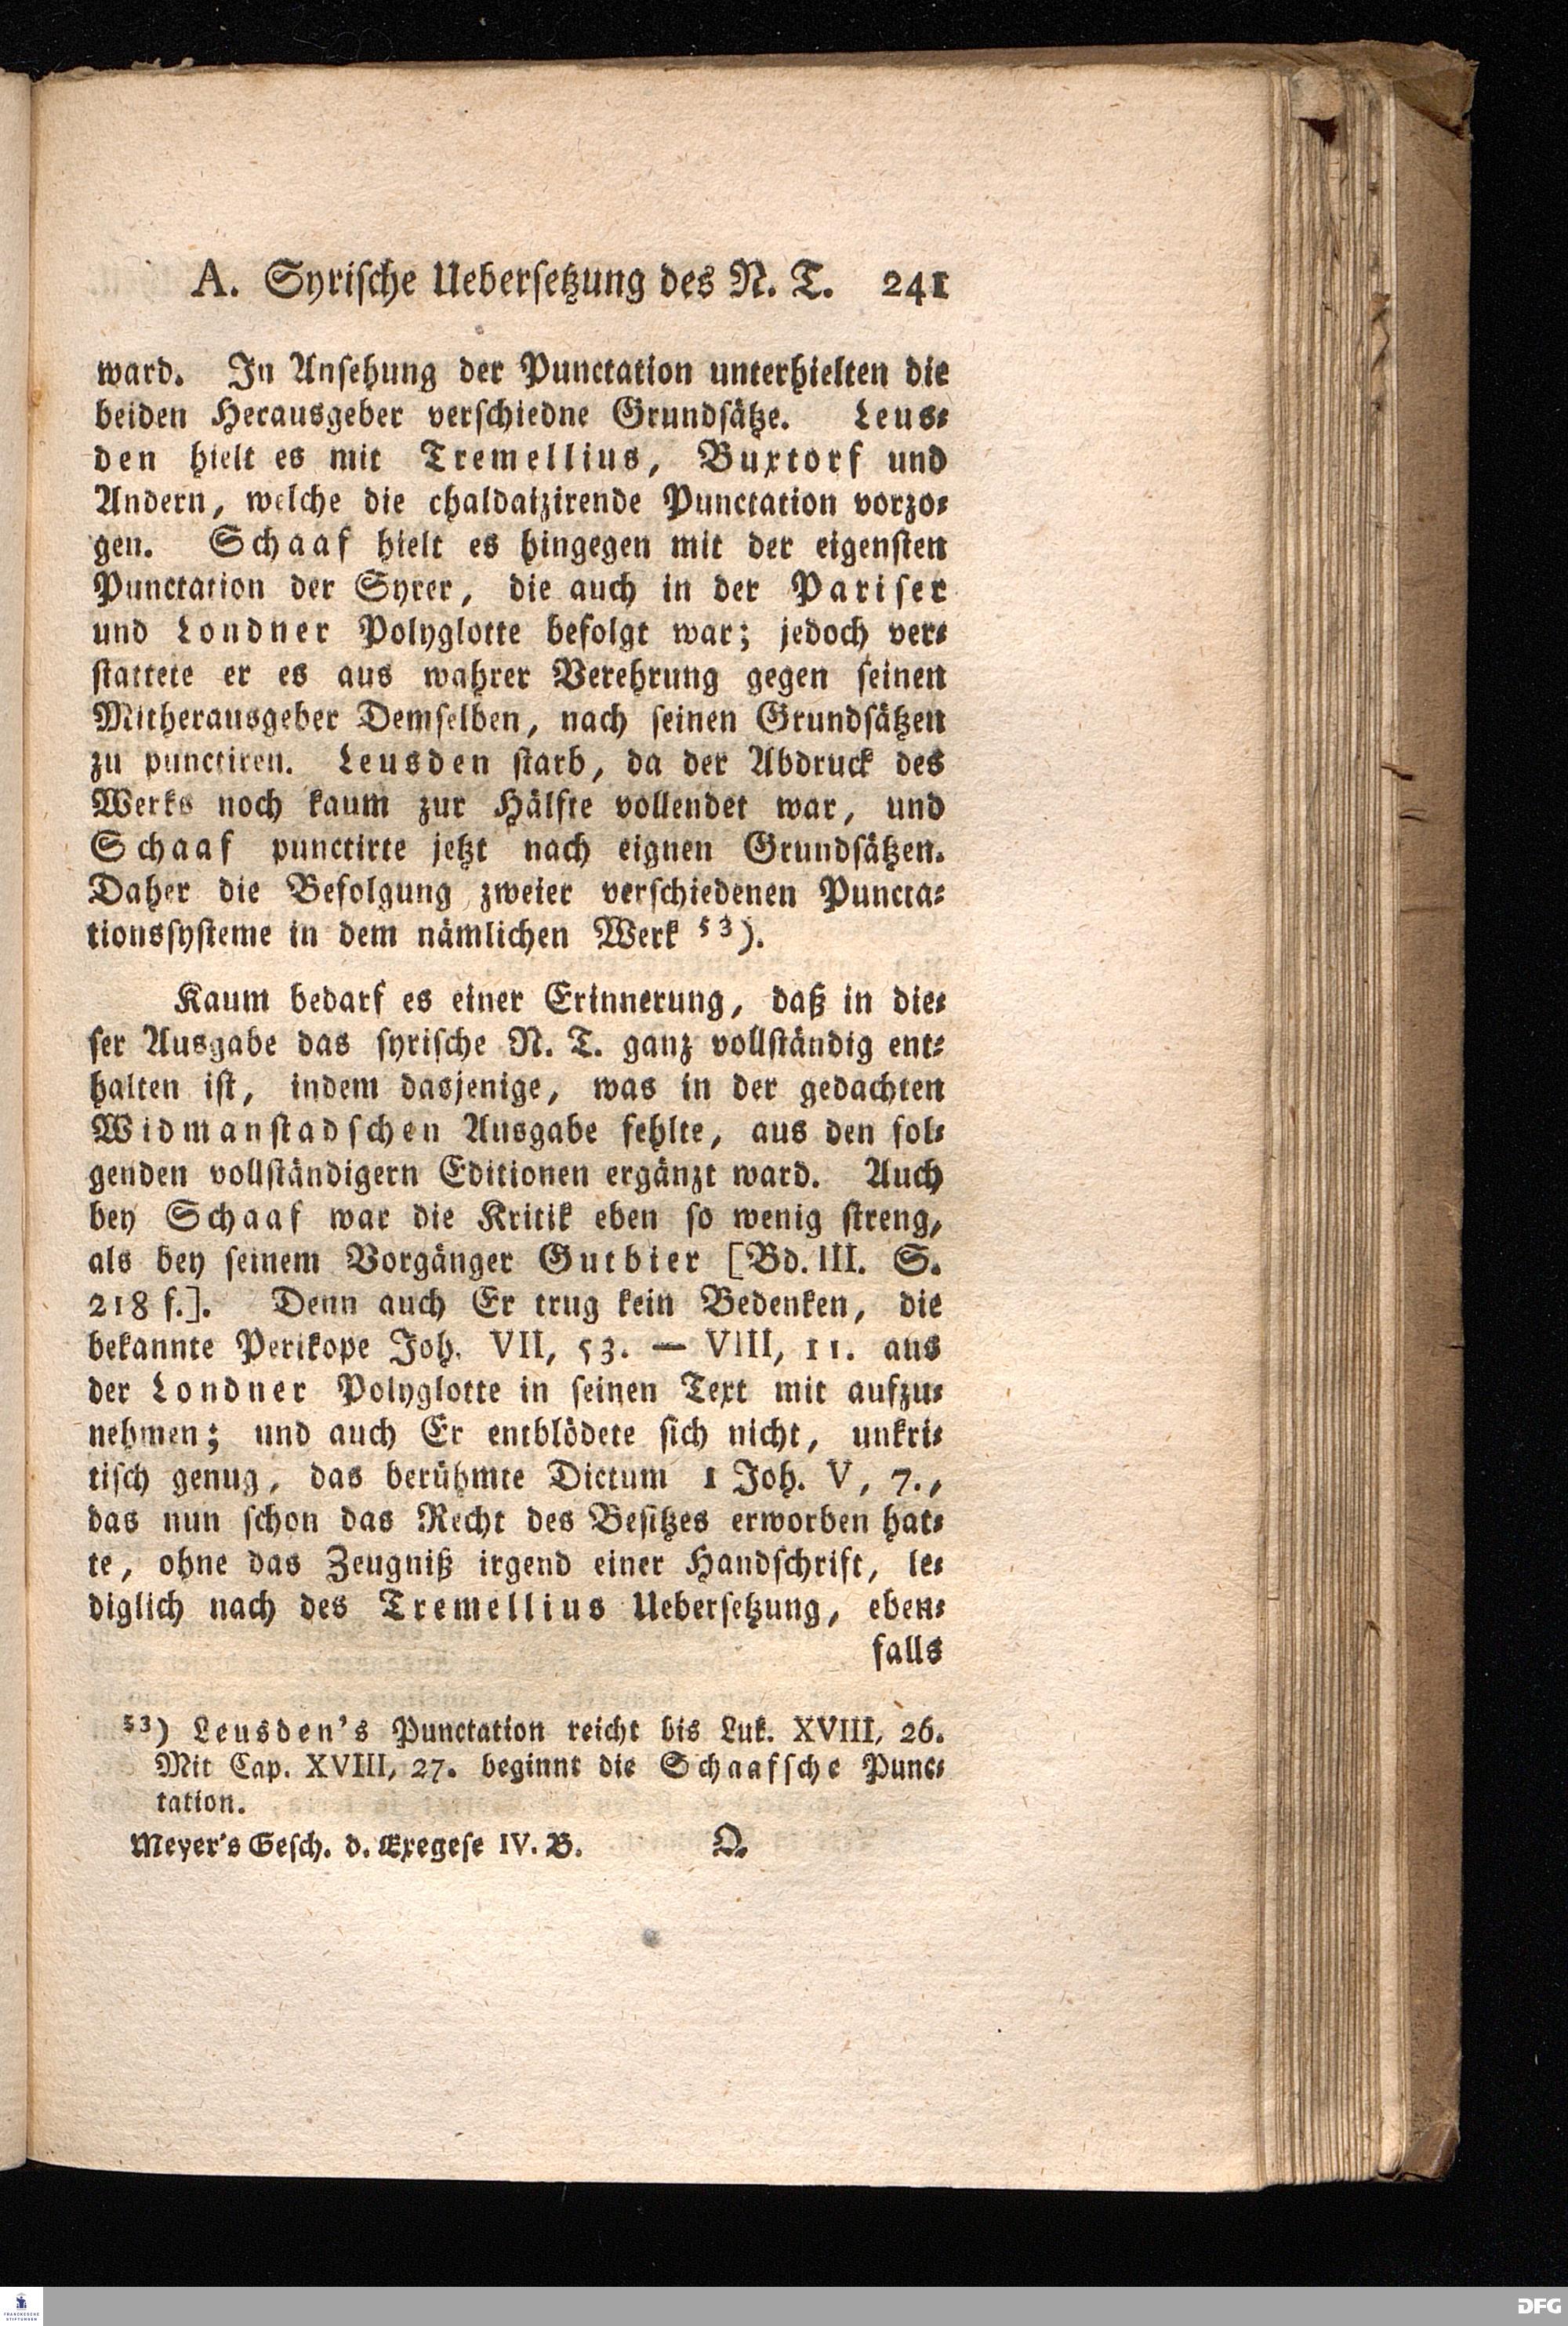 A. Syrische Uebersetzung des N. T. 241
ward. In Ansehung der Punctation unterhielten die
beiden Herausgeber verschiedne Grundsätze. Leus-
den hielt es mit Tremellius, Buxtorf und
Andern, welche die chaldaizirende Punctation vorzo-
gen. Schaaf hielt es hingegen mit der eigensten
Punctation der Syrer, die auch in der Pariser
und Londner Polyglotte befolgt war; jedoch ver-
stattete er es aus wahrer Verehrung gegen seinen
Mitherausgeber Demselben, nach seinen Grundsätzen
zu punctiren. Leusden starb, da der Abdruck des
Werks noch kaum zur Hälfte vollendet war, und
Schaaf punctirte jetzt nach eignen Grundsätzen.
Daher die Befolgung zweier verschiedenen Puncta-
tionssysteme in dem nämlichen Werk 53).
Kaum bedarf es einer Erinnerung, daß in die-
ser Ausgabe das syrische N. T. ganz vollständig ent-
halten ist, indem dasjenige, was in der gedachten
Widmanstadschen Ausgabe fehlte, aus den fol-
genden vollständigern Editionen ergänzt ward. Auch
bey Schaaf war die Kritik eben so wenig streng,
als bey seinem Vorgänger Gutbier [Bd. III. S.
218 f.]. Denn auch Er trug kein Bedenken, die
bekannte Perikope Joh. VII, 53. — VIII, 11. aus
der Londner Polyglotte in seinen Text mit aufzu-
nehmen; und auch Er entblödete sich nicht, unkri-
tisch genug, das berühmte Dictum 1 Joh. V, 7.,
das nun schon das Recht des Besitzes erworben hat-
te, ohne das Zeugniß irgend einer Handschrift, le-
diglich nach des Tremellius Uebersetzung, eben-
falls
53) Leusden's Punctation reicht bis Luk. XVIII, 26.
Mit Cap. XVIII, 27. beginnt die Schaafsche Punc-
tation.
Meyer's Gesch. d. Exegese IV. B. Q
FRANCKESCHE
STIFTUNGEN
DFG